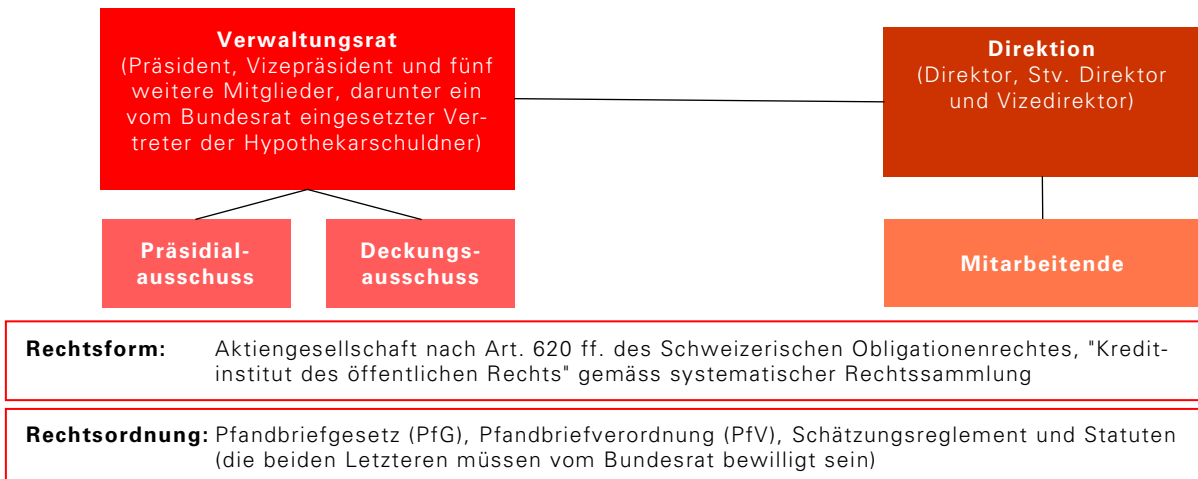 Verwaltungsrat
(Präsident, Vizepräsident und fünf
weitere Mitglieder, darunter ein
vom Bundesrat eingesetzter Ver-
treter der Hypothekarschuldner)
Direktion
(Direktor, Stv. Direktor
und Vizedirektor)
Präsidial-
ausschuss
Deckungs-
ausschuss
Mitarbeitende
Rechtsform: Aktiengesellschaft nach Art. 620 ff. des Schweizerischen Obligationenrechtes, "Kredit-
institut des öffentlichen Rechts" gemäss systematischer Rechtssammlung
Rechtsordnung: Pfandbriefgesetz (PfG), Pfandbriefverordnung (PfV), Schätzungsreglement und Statuten
(die beiden Letzteren müssen vom Bundesrat bewilligt sein)